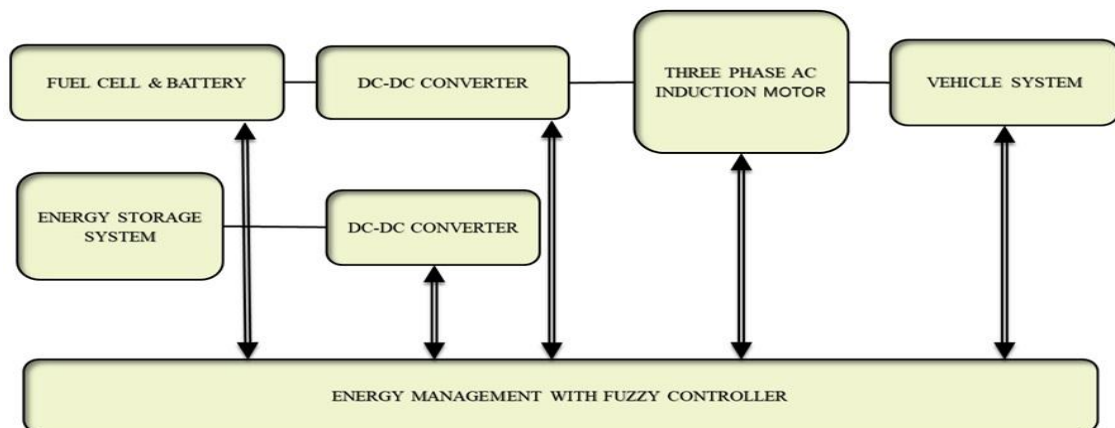 FUEL CELL & BATTERY
DC-DC CONVERTER
THREE PHASE AC
INDUCTION MOTOR
VEHICLE SYSTEM
ENERGY STORAGE
SYSTEM
DC-DC CONVERTER
ENERGY MANAGEMENT WITH FUZZY CONTROLLER